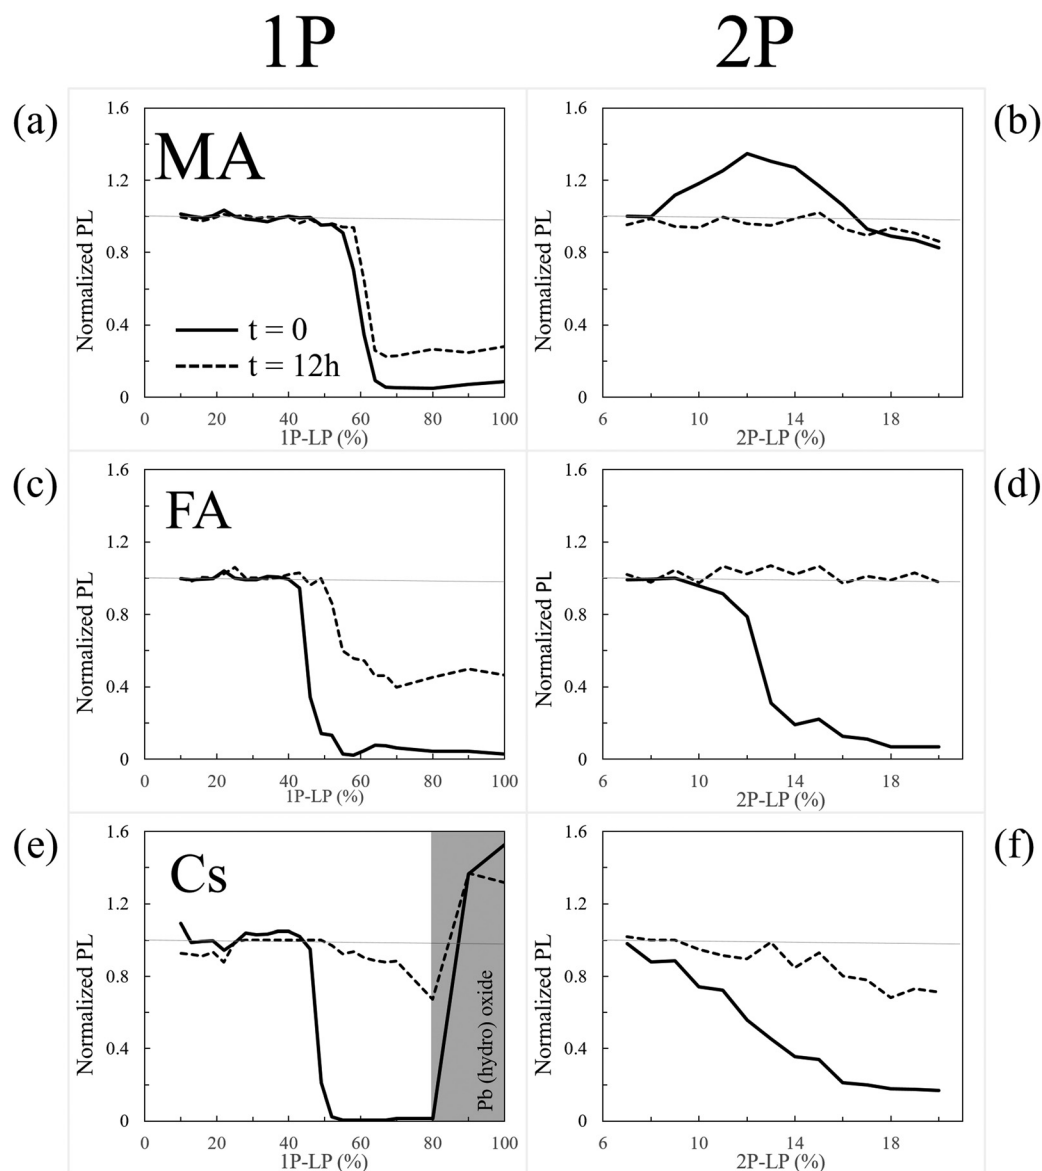 1P 2P
(a) (b)
MA
Normalized PL
1.6
1.2
0.8
0.4
0
t = 0
t = 12h
0 20 40 60 80 100
1P-LP (%)
Normalized PL
1.6
1.2
0.8
0.4
0
6 10 14 18
2P-LP (%)
(c) (d)
FA
Normalized PL
1.6
1.2
0.8
0.4
0
0 20 40 60 80 100
1P-LP (%)
Normalized PL
1.6
1.2
0.8
0.4
0
6 10 14 18
2P-LP (%)
(e) (f)
Cs
Normalized PL
1.6
1.2
0.8
0.4
0
Pb (hydro) oxide
0 20 40 60 80 100
1P-LP (%)
Normalized PL
1.6
1.2
0.8
0.4
0
6 10 14 18
2P-LP (%)